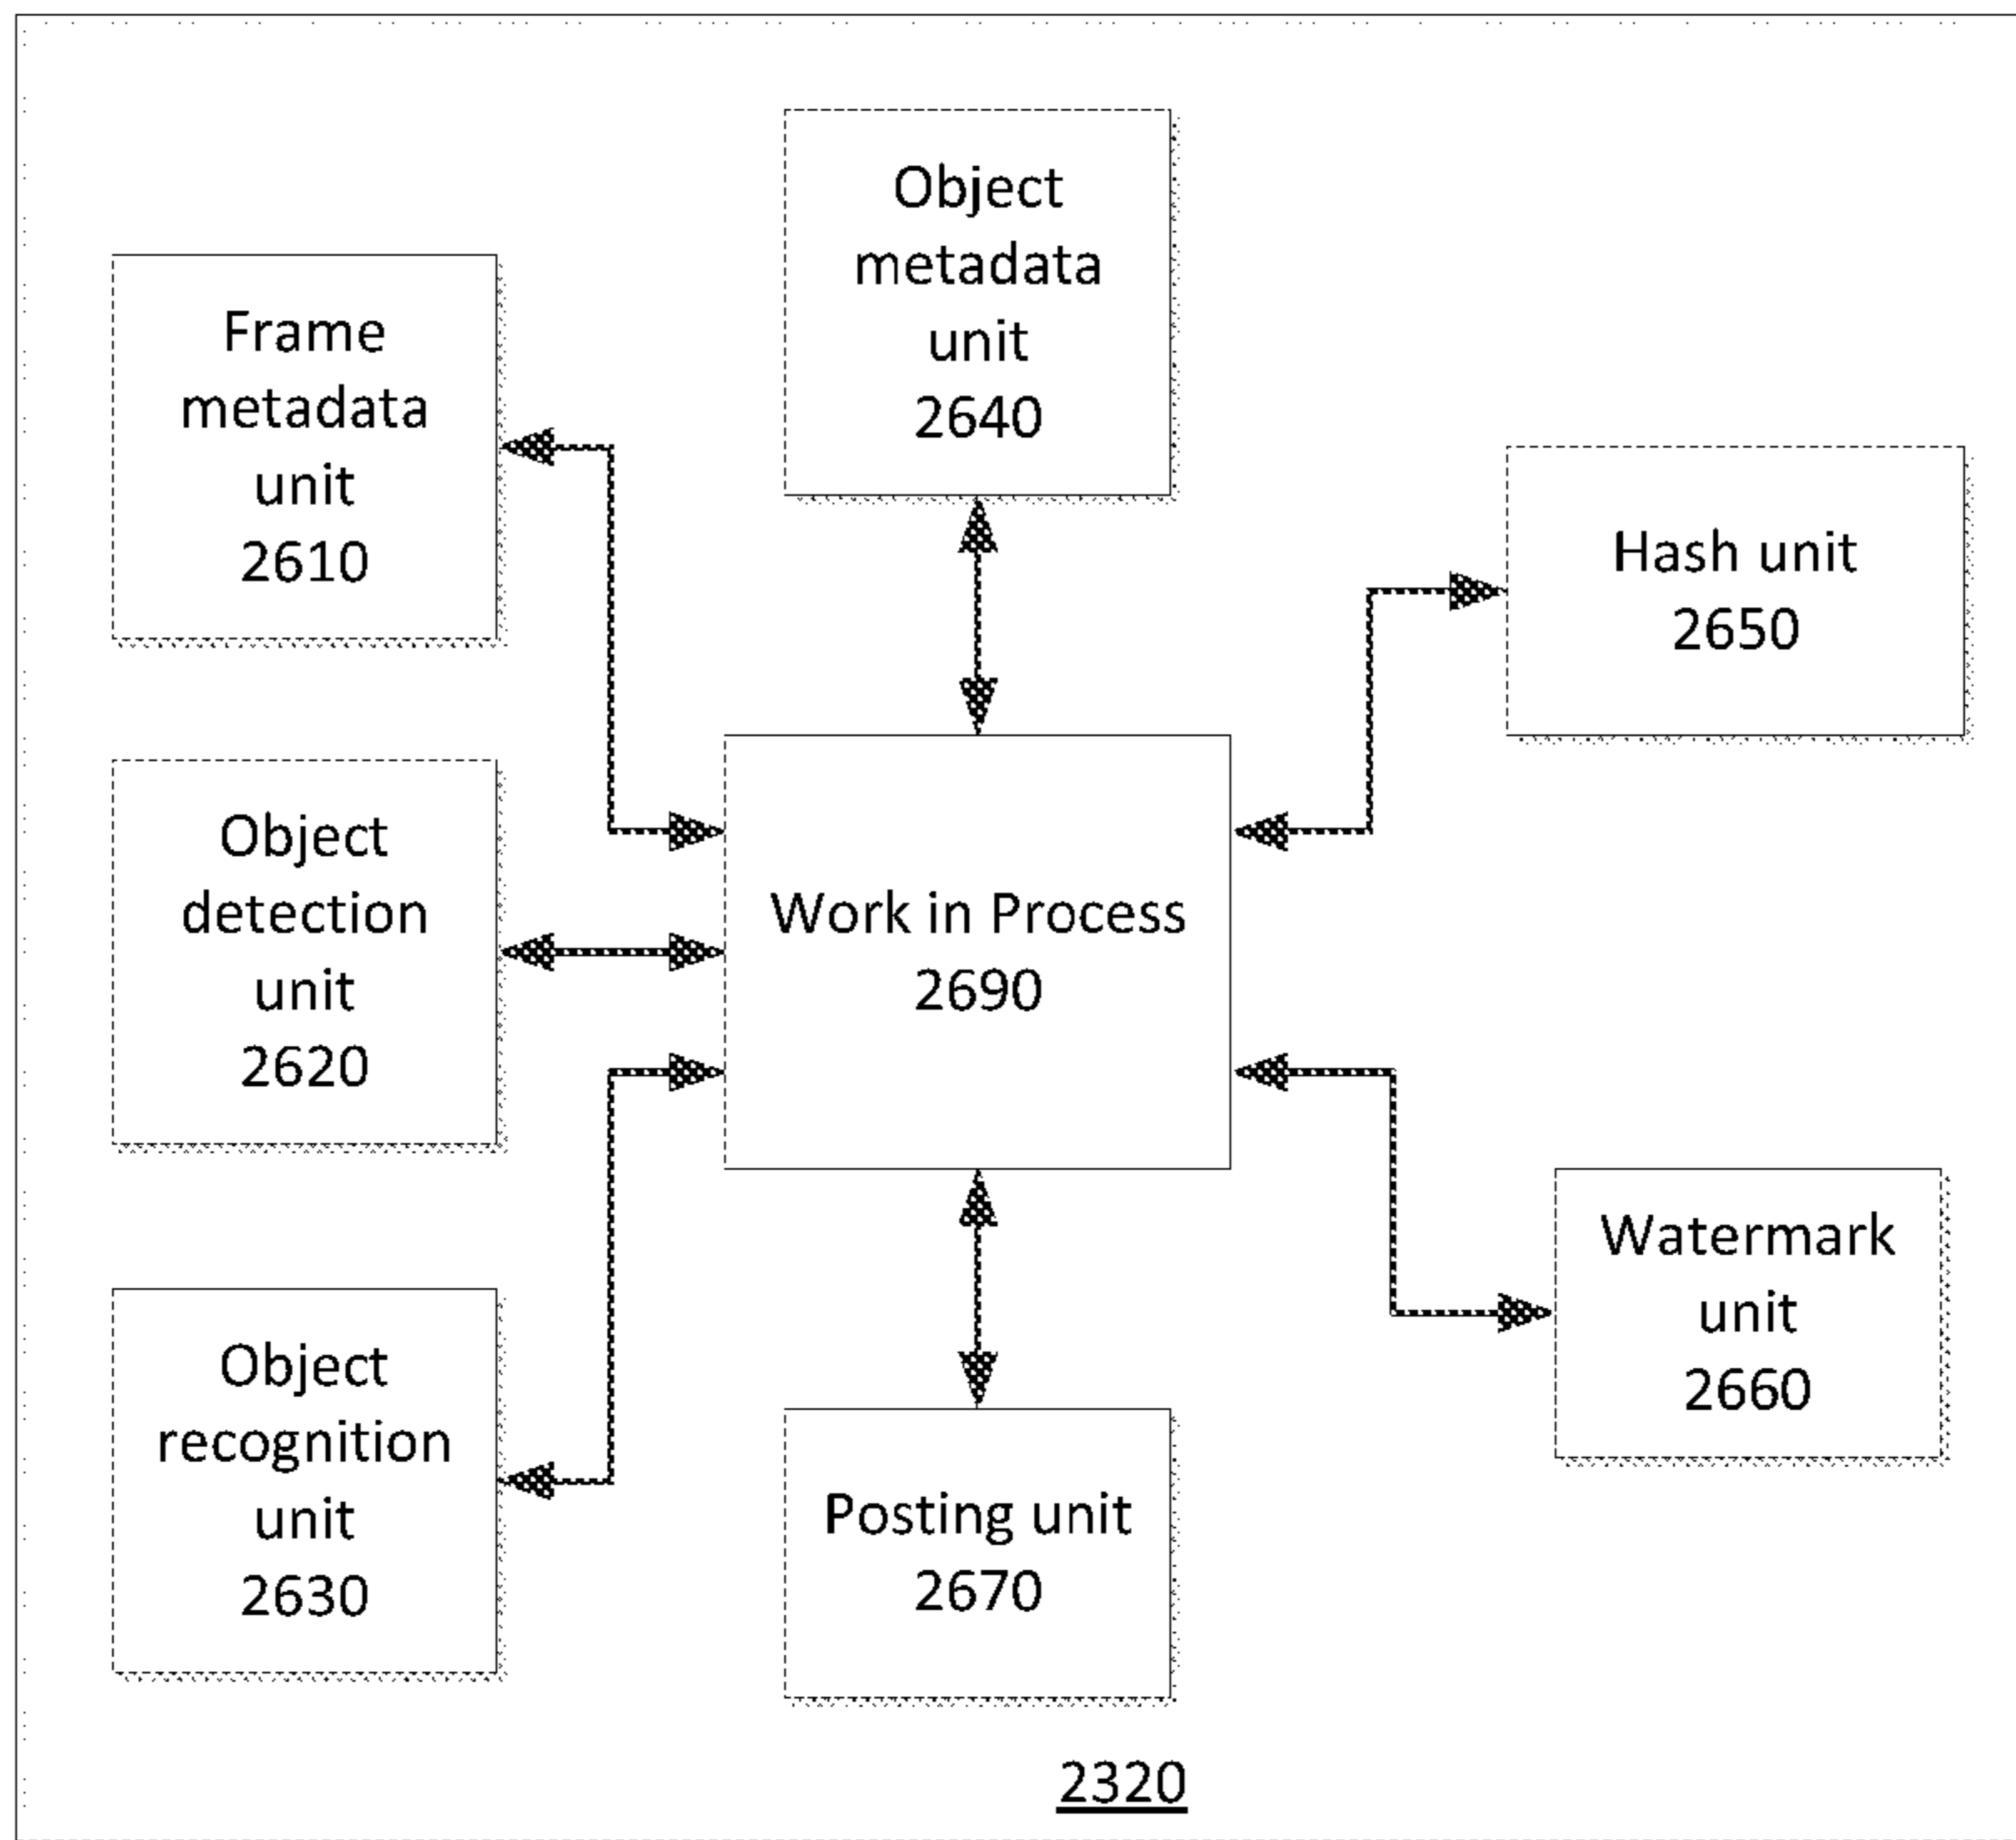 Object
metadata
unit
2640
Frame
metadata
unit
2610
Hash unit
2650
Object
detection
unit
2620
Work in Process
2690
Object
recognition
unit
2630
Watermark
unit
2660
Posting unit
2670
2320